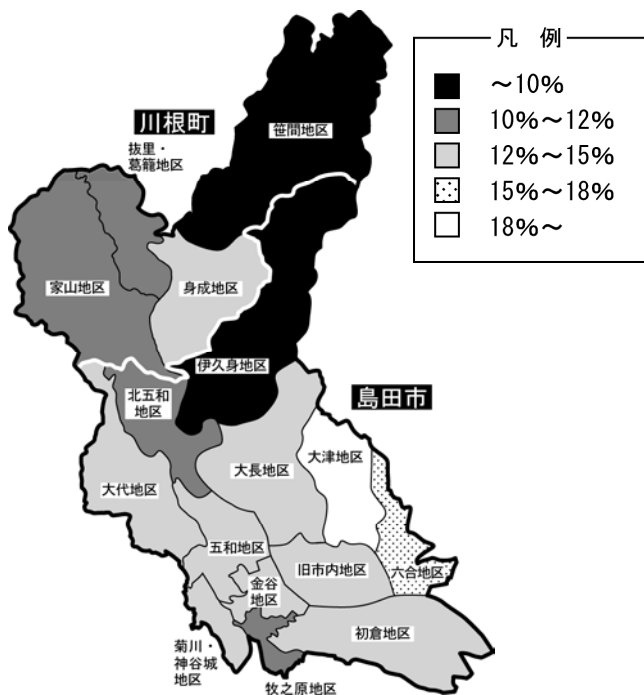 凡 例
～10%
10%～12%
12%～15%
15%～18%
18%～
川根町
笹間地区
抜里・
葛籠地区
家山地区
身成地区
伊久身地区
北五和
地区
島田市
大長地区
大津地区
大代地区
五和地区
旧市内地区
六合地区
金谷
地区
初倉地区
菊川・
神谷城
地区
牧之原地区